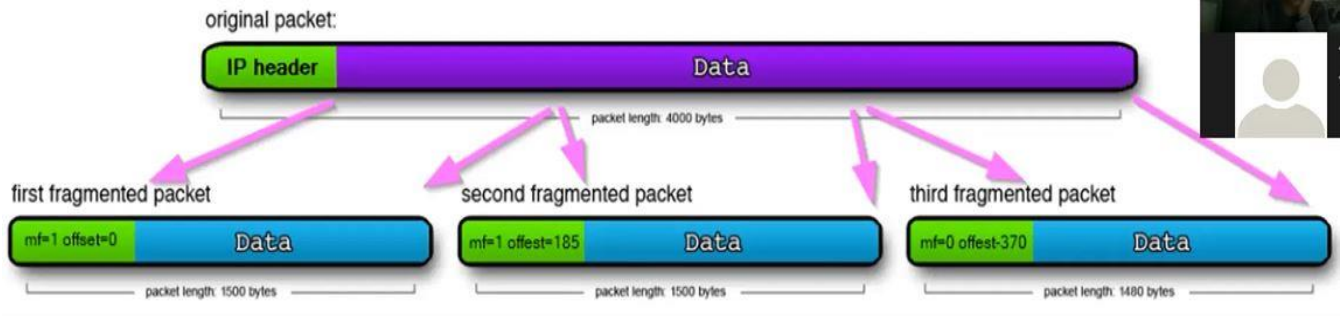 original packet:
IP header
Data
packet length: 4000 bytes
first fragmented packet
second fragmented packet
third fragmented packet
mf=1 offset=0
Data
mf=1 offest=185
Data
mf=0 offest-370
Data
packet length: 1500 bytes
packet length: 1500 bytes
packet length: 1480 bytes